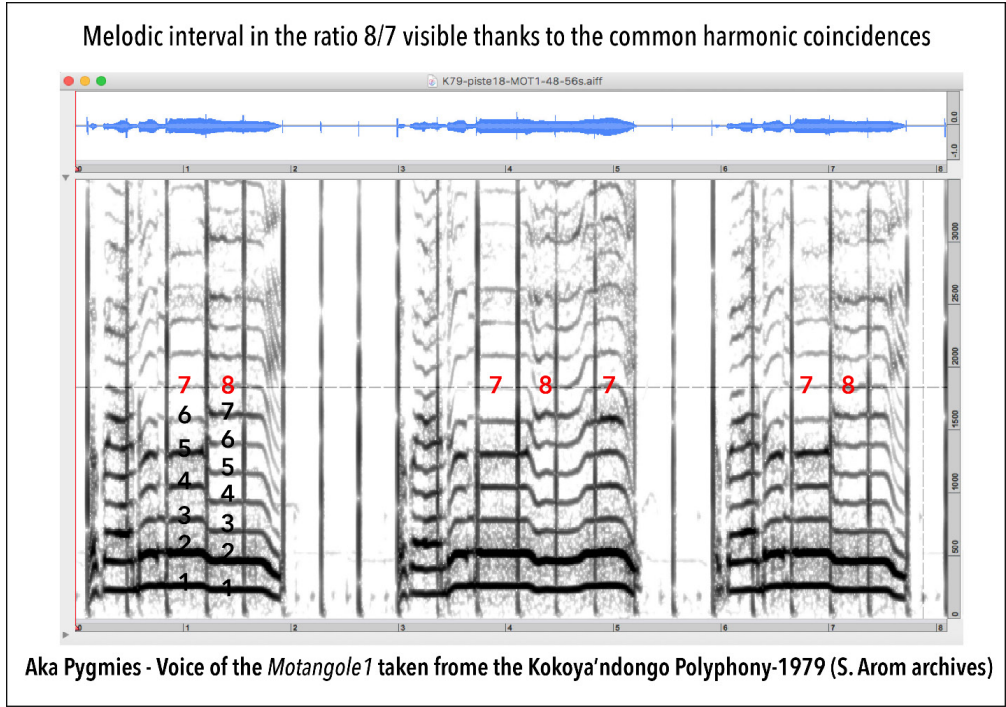 Melodic interval in the ratio 8/7 visible thanks to the common harmonic coincidences
K79-piste18-MOT1-48-56s.aiff
0.0
-1.0
0 1 2 3 4 5 6 7 8
3000
2500
2000
1500
1000
500
0
7 8 7 8 7 7 8
6 7
5 6
4 5
3 4
2 3
1 2
1
0 1 2 3 4 5 6 7 8
Aka Pygmies - Voice of the Motangole1 taken frome the Kokoya'ndongo Polyphony-1979 (S. Arom archives)